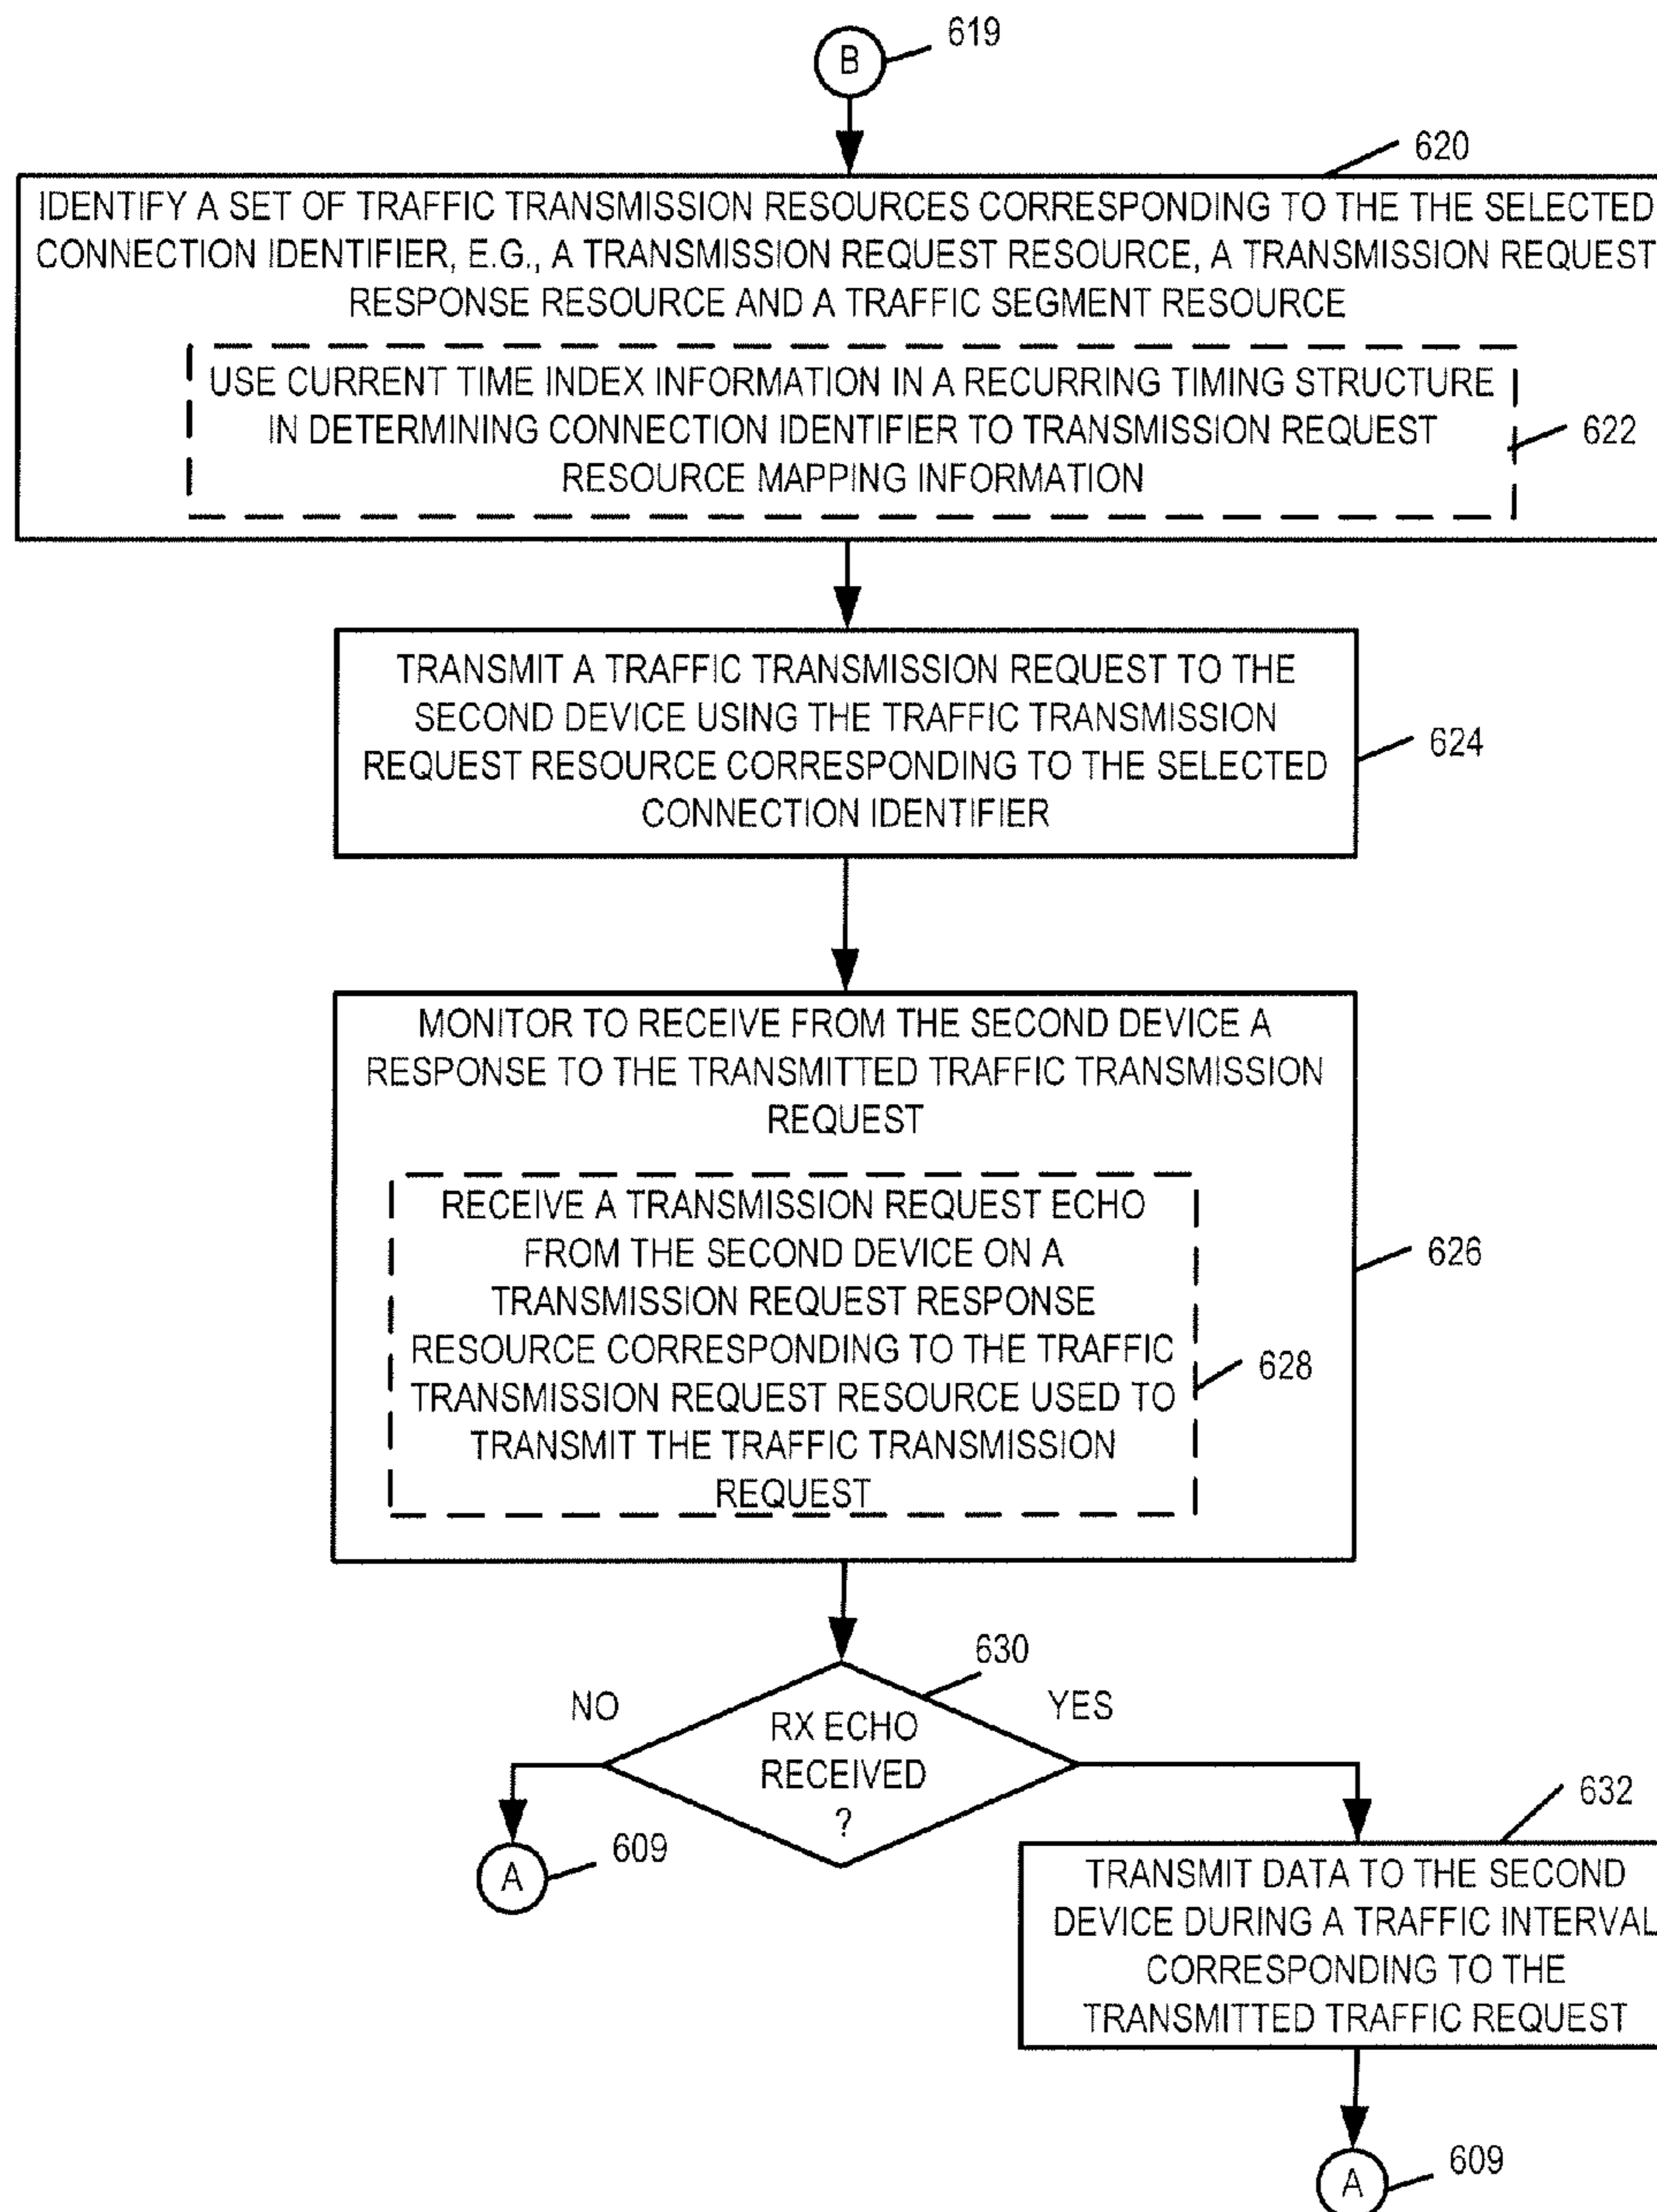 B
619
620
IDENTIFY A SET OF TRAFFIC TRANSMISSION RESOURCES CORRESPONDING TO THE THE SELECTED
CONNECTION IDENTIFIER, E.G., A TRANSMISSION REQUEST RESOURCE, A TRANSMISSION REQUEST
RESPONSE RESOURCE AND A TRAFFIC SEGMENT RESOURCE
USE CURRENT TIME INDEX INFORMATION IN A RECURRING TIMING STRUCTURE
IN DETERMINING CONNECTION IDENTIFIER TO TRANSMISSION REQUEST
RESOURCE MAPPING INFORMATION
622
TRANSMIT A TRAFFIC TRANSMISSION REQUEST TO THE
SECOND DEVICE USING THE TRAFFIC TRANSMISSION
REQUEST RESOURCE CORRESPONDING TO THE SELECTED
CONNECTION IDENTIFIER
624
MONITOR TO RECEIVE FROM THE SECOND DEVICE A
RESPONSE TO THE TRANSMITTED TRAFFIC TRANSMISSION
REQUEST
RECEIVE A TRANSMISSION REQUEST ECHO
FROM THE SECOND DEVICE ON A
TRANSMISSION REQUEST RESPONSE
RESOURCE CORRESPONDING TO THE TRAFFIC
TRANSMISSION REQUEST RESOURCE USED TO
TRANSMIT THE TRAFFIC TRANSMISSION
REQUEST
626
628
630
NO
YES
RX ECHO
RECEIVED
?
A
609
632
TRANSMIT DATA TO THE SECOND
DEVICE DURING A TRAFFIC INTERVAL
CORRESPONDING TO THE
TRANSMITTED TRAFFIC REQUEST
A
609